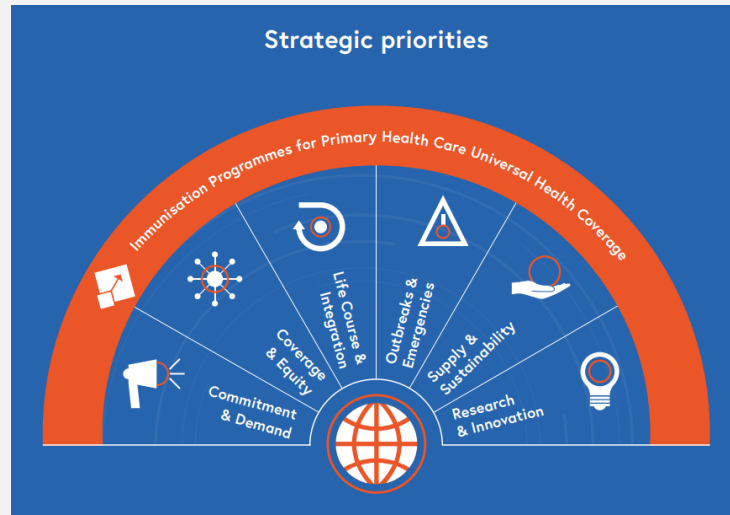 Strategic priorities
Immunisation Programmes for Primary Health Care Universal Health Coverage
Commitment
& Demand
Coverage
& Equity
Life Course &
Integration
Outbreaks &
Emergencies
Supply &
Sustainability
Research
& Innovation